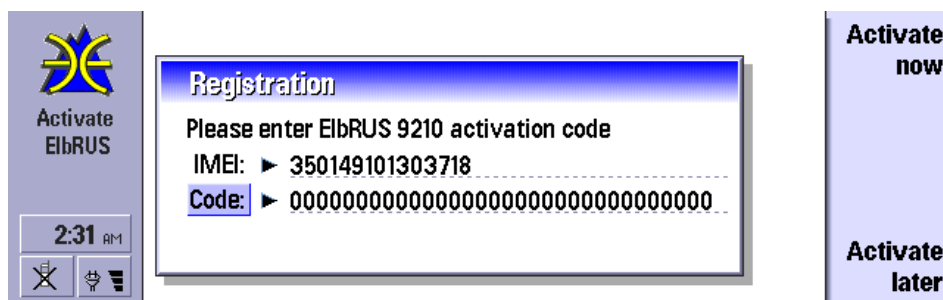 Activate
ElbRUS
2:31 AM
Registration
Please enter ElbRUS 9210 activation code
IMEI: 350149101303718
Code: 00000000000000000000000000000000
Activate
now
Activate
later